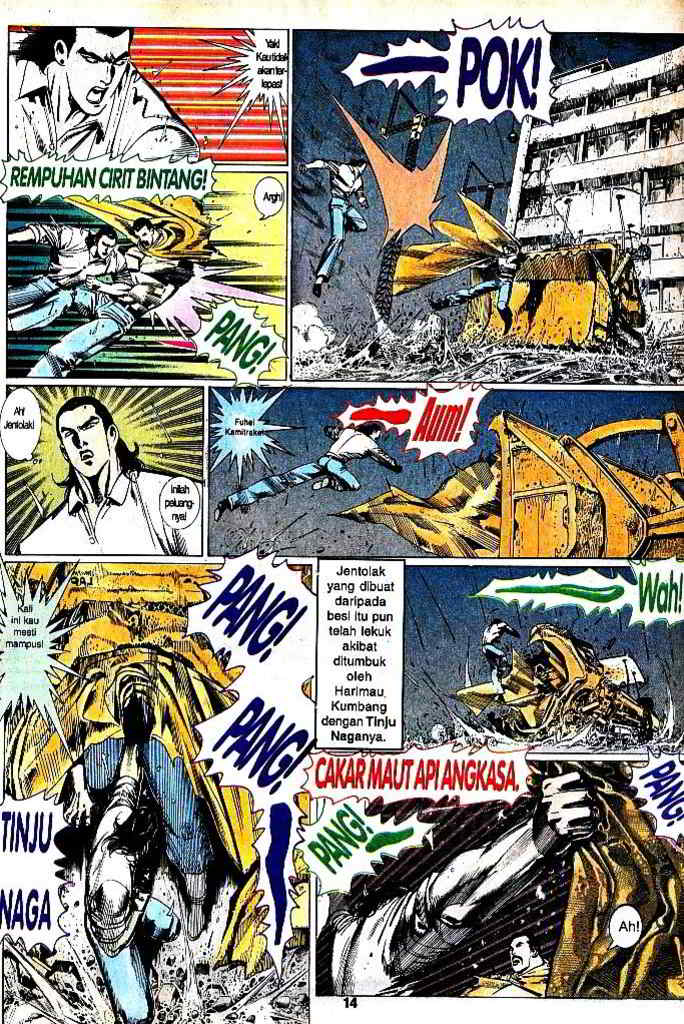 Yak!
Kau tidak
akan ter-
lepas!
POK!
REMPUHAN CIRIT BINTANG!
Argh!
PANG!
Ah!
Jentolak!
Inilah
peluang-
nya!
Fuhai
Kamitraket
Aum!
Kali
ini kau
mesti
mampus!
PANG!
PANG!
TINJU
NAGA
Jentolak
yang dibuat
daripada
besi itu pun
telah lekuk
akibat
ditumbuk
oleh
Harimau,
Kumbang
dengan Tinju
Naganya.
Wah!
CAKAR MAUT API ANGKASA.
PANG!
PANG!
Ah!
14